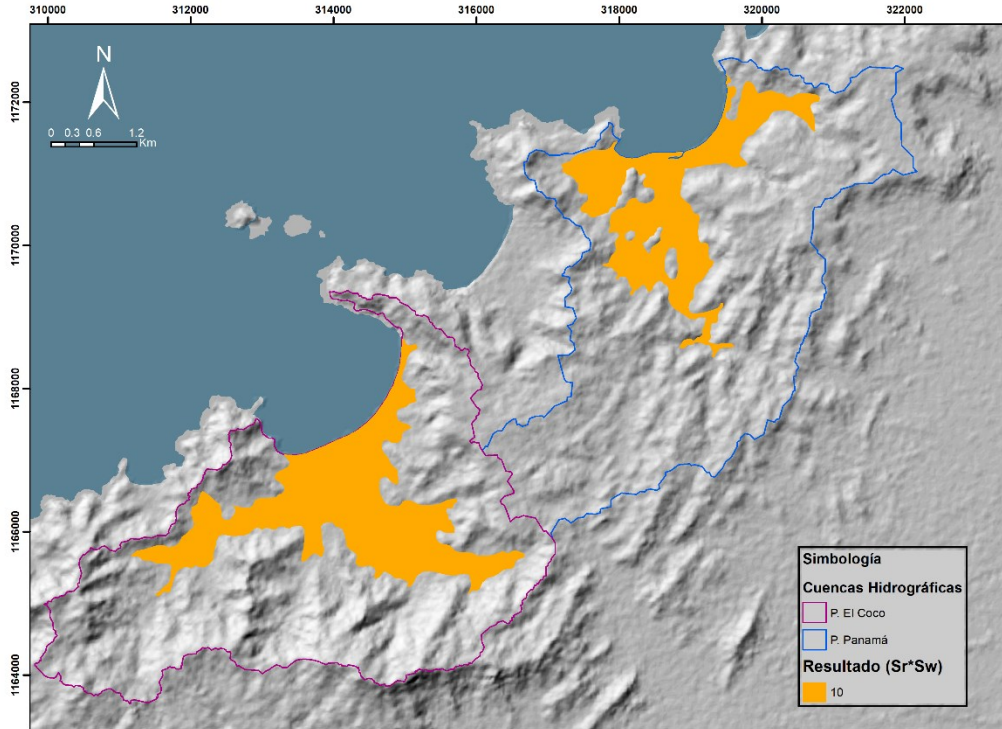 310000 312000 314000 316000 318000 320000 322000
1172000
1170000
1168000
1166000
1164000
N
0 0.3 0.6 1.2
Km
Simbología
Cuencas Hidrográficas
P. El Coco
P. Panamá
Resultado (Sr*Sw)
10